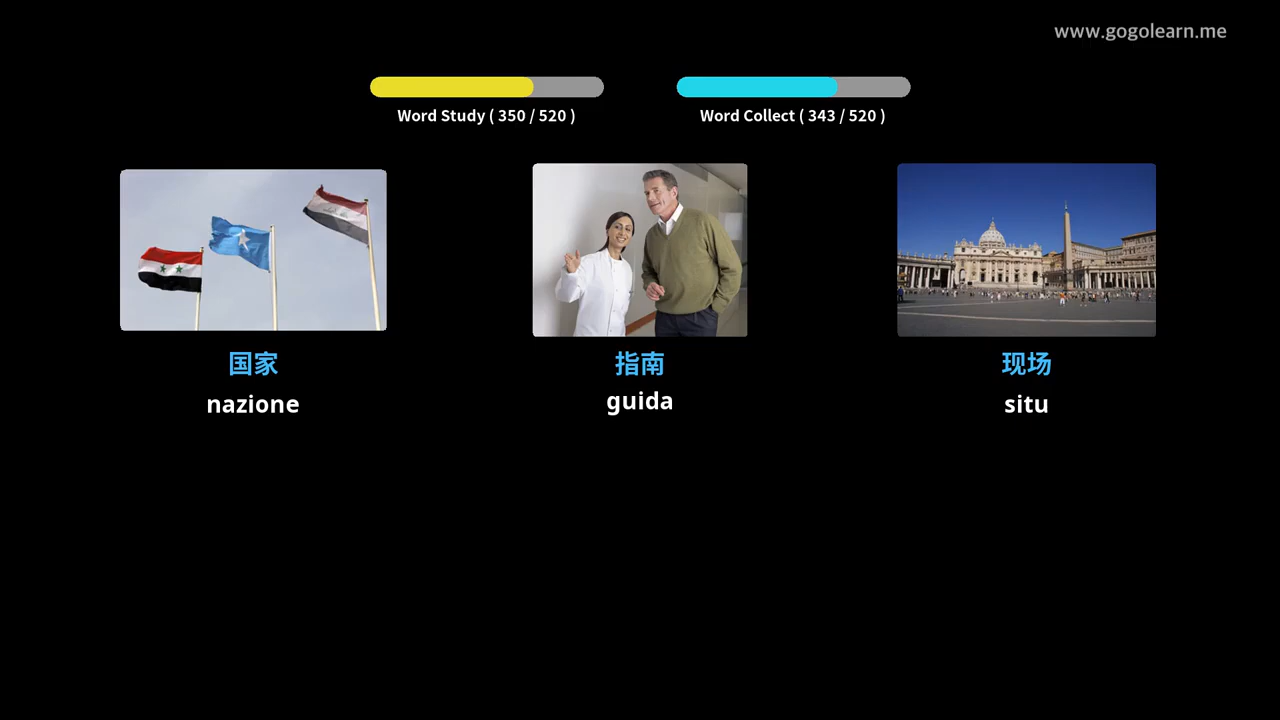 www.gogolearn.me
Word Study ( 350 / 520 )
Word Collect ( 343 / 520 )
国家
指南
现场
nazione
guida
situ